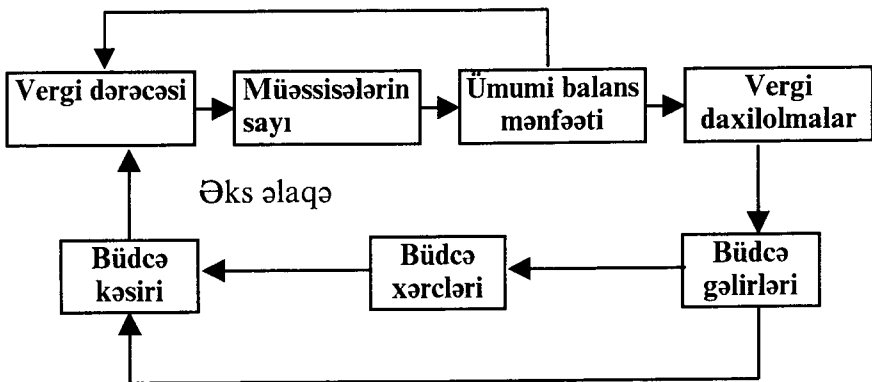 Vergi dərəcəsi
Müəssisələrin
sayı
Ümumi balans
mənfəəti
Vergi
daxilolmalar
Əks əlaqə
Büdcə
kəsiri
Büdcə
xərcləri
Büdcə
gəlirləri